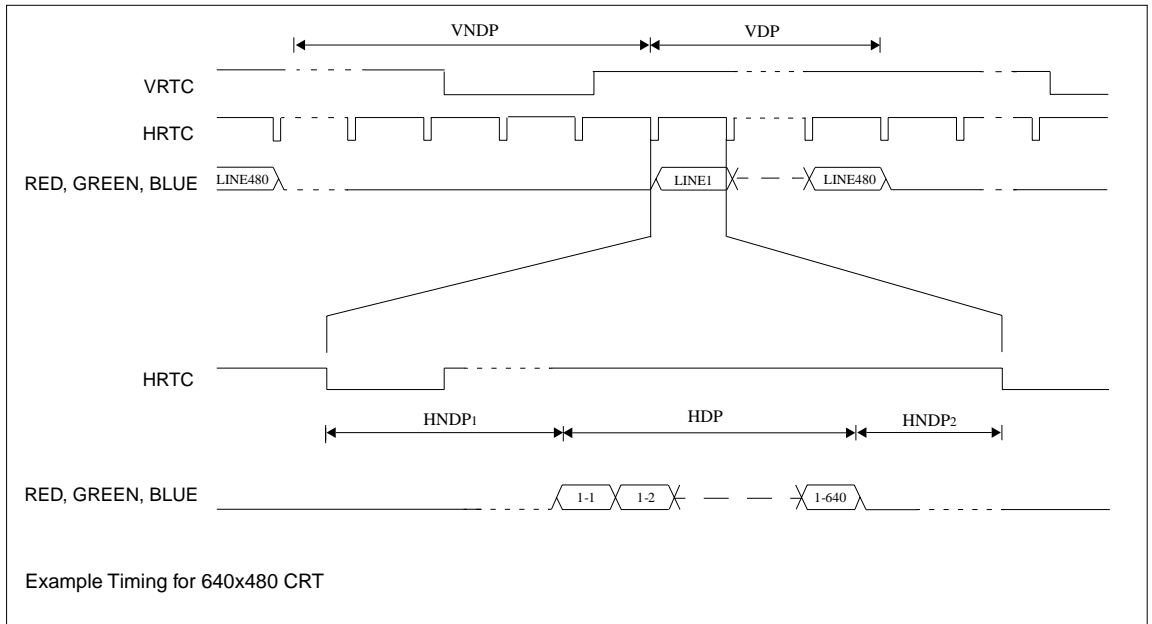 VNDP VDP
VRTC
HRTC
RED, GREEN, BLUE LINE480 LINE1 LINE480
HRTC
HNDP1 HDP HNDP2
RED, GREEN, BLUE 1-1 1-2 1-640
Example Timing for 640x480 CRT